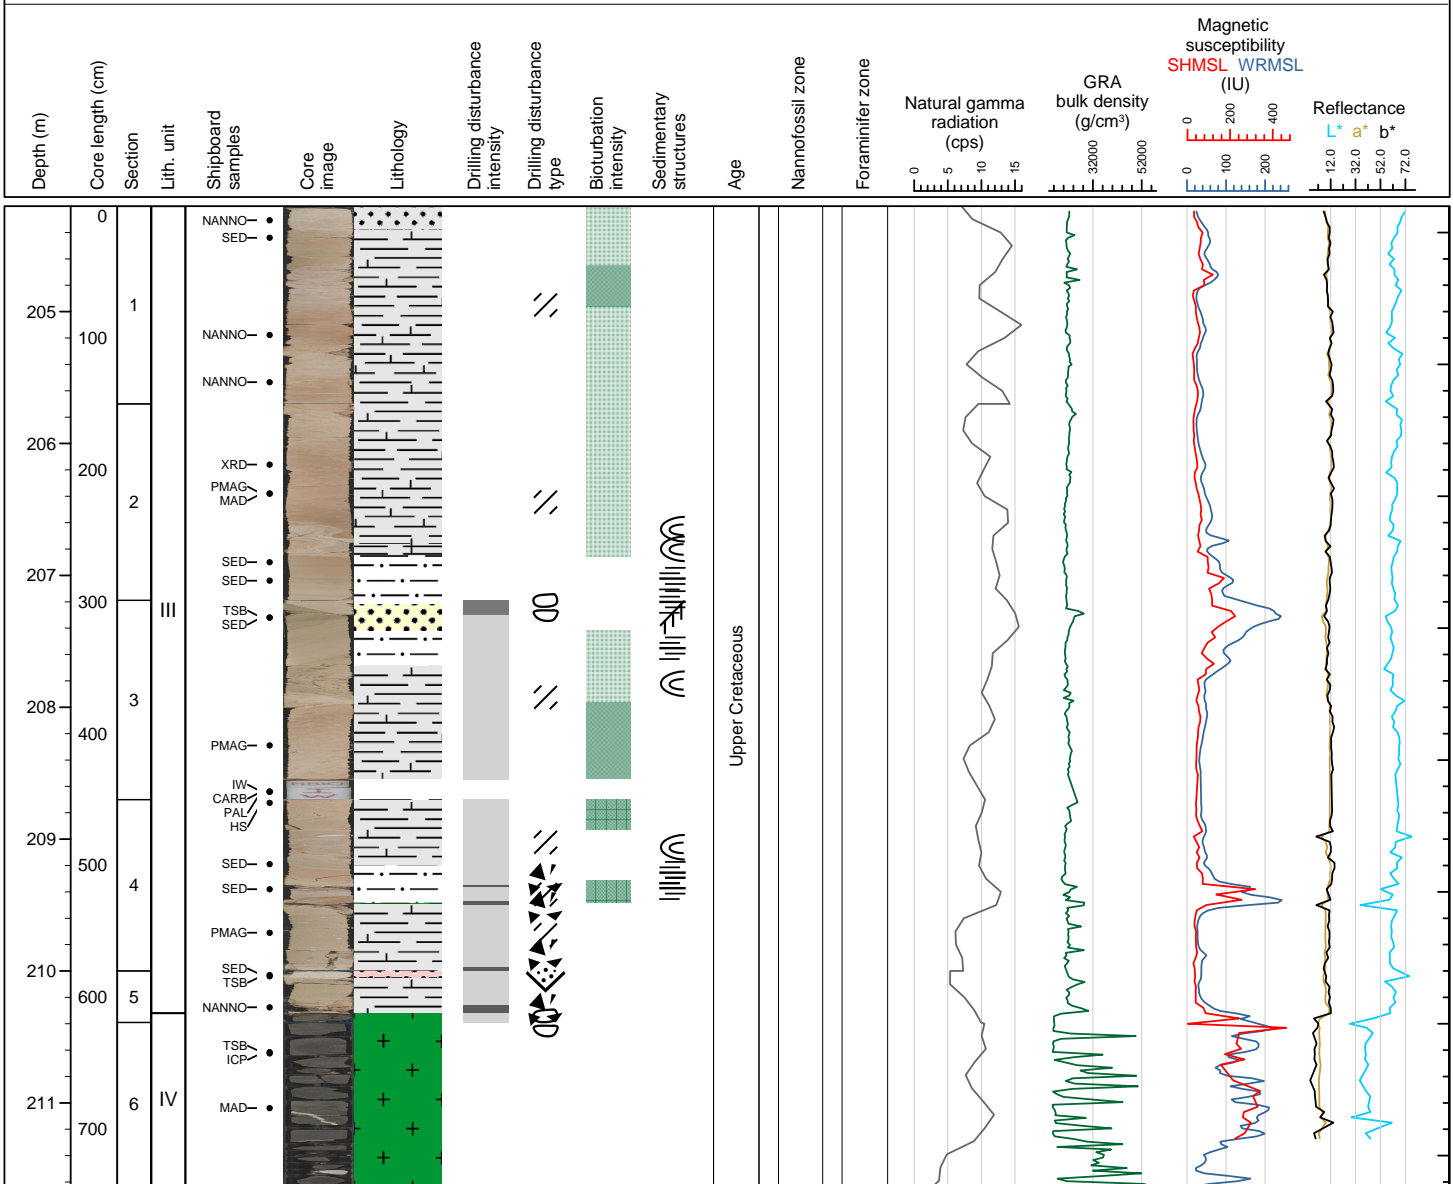 Depth (m)
Core length (cm)
Section
Lith. unit
Shipboard samples
Core image
Lithology
Drilling disturbance intensity
Drilling disturbance type
Bioturbation intensity
Sedimentary structures
Age
Nannofossil zone
Foraminifer zone
Natural gamma
radiation
(cps)
0 5 10 15
GRA
bulk density
(g/cm³)
32000 52000
Magnetic
susceptibility
SHMSL WRMSL
(IU)
0 200 400
0 100 200
Reflectance
L* a* b*
12.0 32.0 52.0 72.0
205
206
207
208
209
210
211
0
100
200
300
400
500
600
700
1
2
3
4
5
6
III
IV
NANNO
SED
NANNO
NANNO
XRD
PMAG
MAD
SED
SED
TSB
SED
PMAG
IW
CARB
PAL
HS
SED
SED
PMAG
SED
TSB
NANNO
TSB
ICP
MAD
Upper Cretaceous